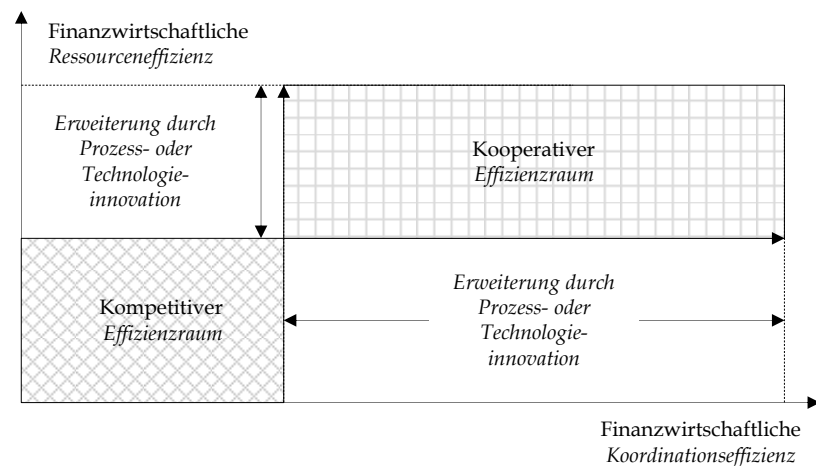 Finanzwirtschaftliche
Ressourceneffizienz
Erweiterung durch
Prozess- oder
Technologie-
innovation
Kooperativer
Effizienzraum
Kompetitiver
Effizienzraum
Erweiterung durch
Prozess- oder
Technologie-
innovation
Finanzwirtschaftliche
Koordinationseffizienz